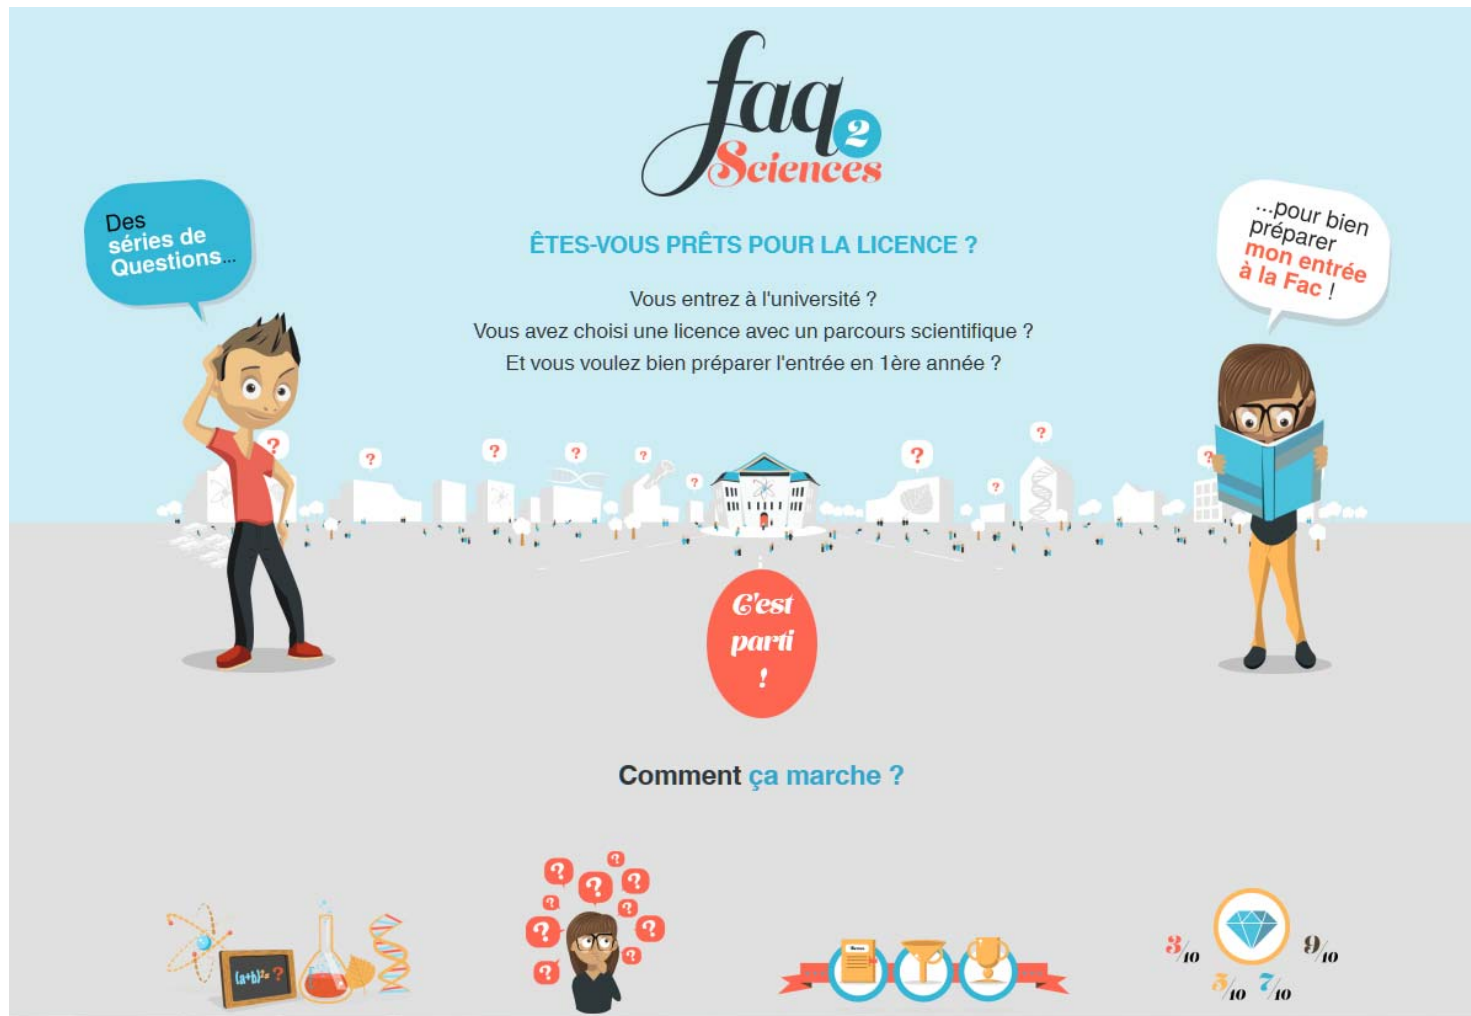 faq
2
Sciences
Des
séries de
Questions...
...pour bien
préparer
mon entrée
à la Fac !
ÊTES-VOUS PRÊTS POUR LA LICENCE ?
Vous entrez à l'université ?
Vous avez choisi une licence avec un parcours scientifique ?
Et vous voulez bien préparer l'entrée en 1ère année ?
? ? ? ? ? ? ? ? ? ?
C'est
parti
!
Comment ça marche ?
(a+b)²= ?
? ? ? ? ? ? ? ? ? ? ?
3/10
5/10
7/10
9/10